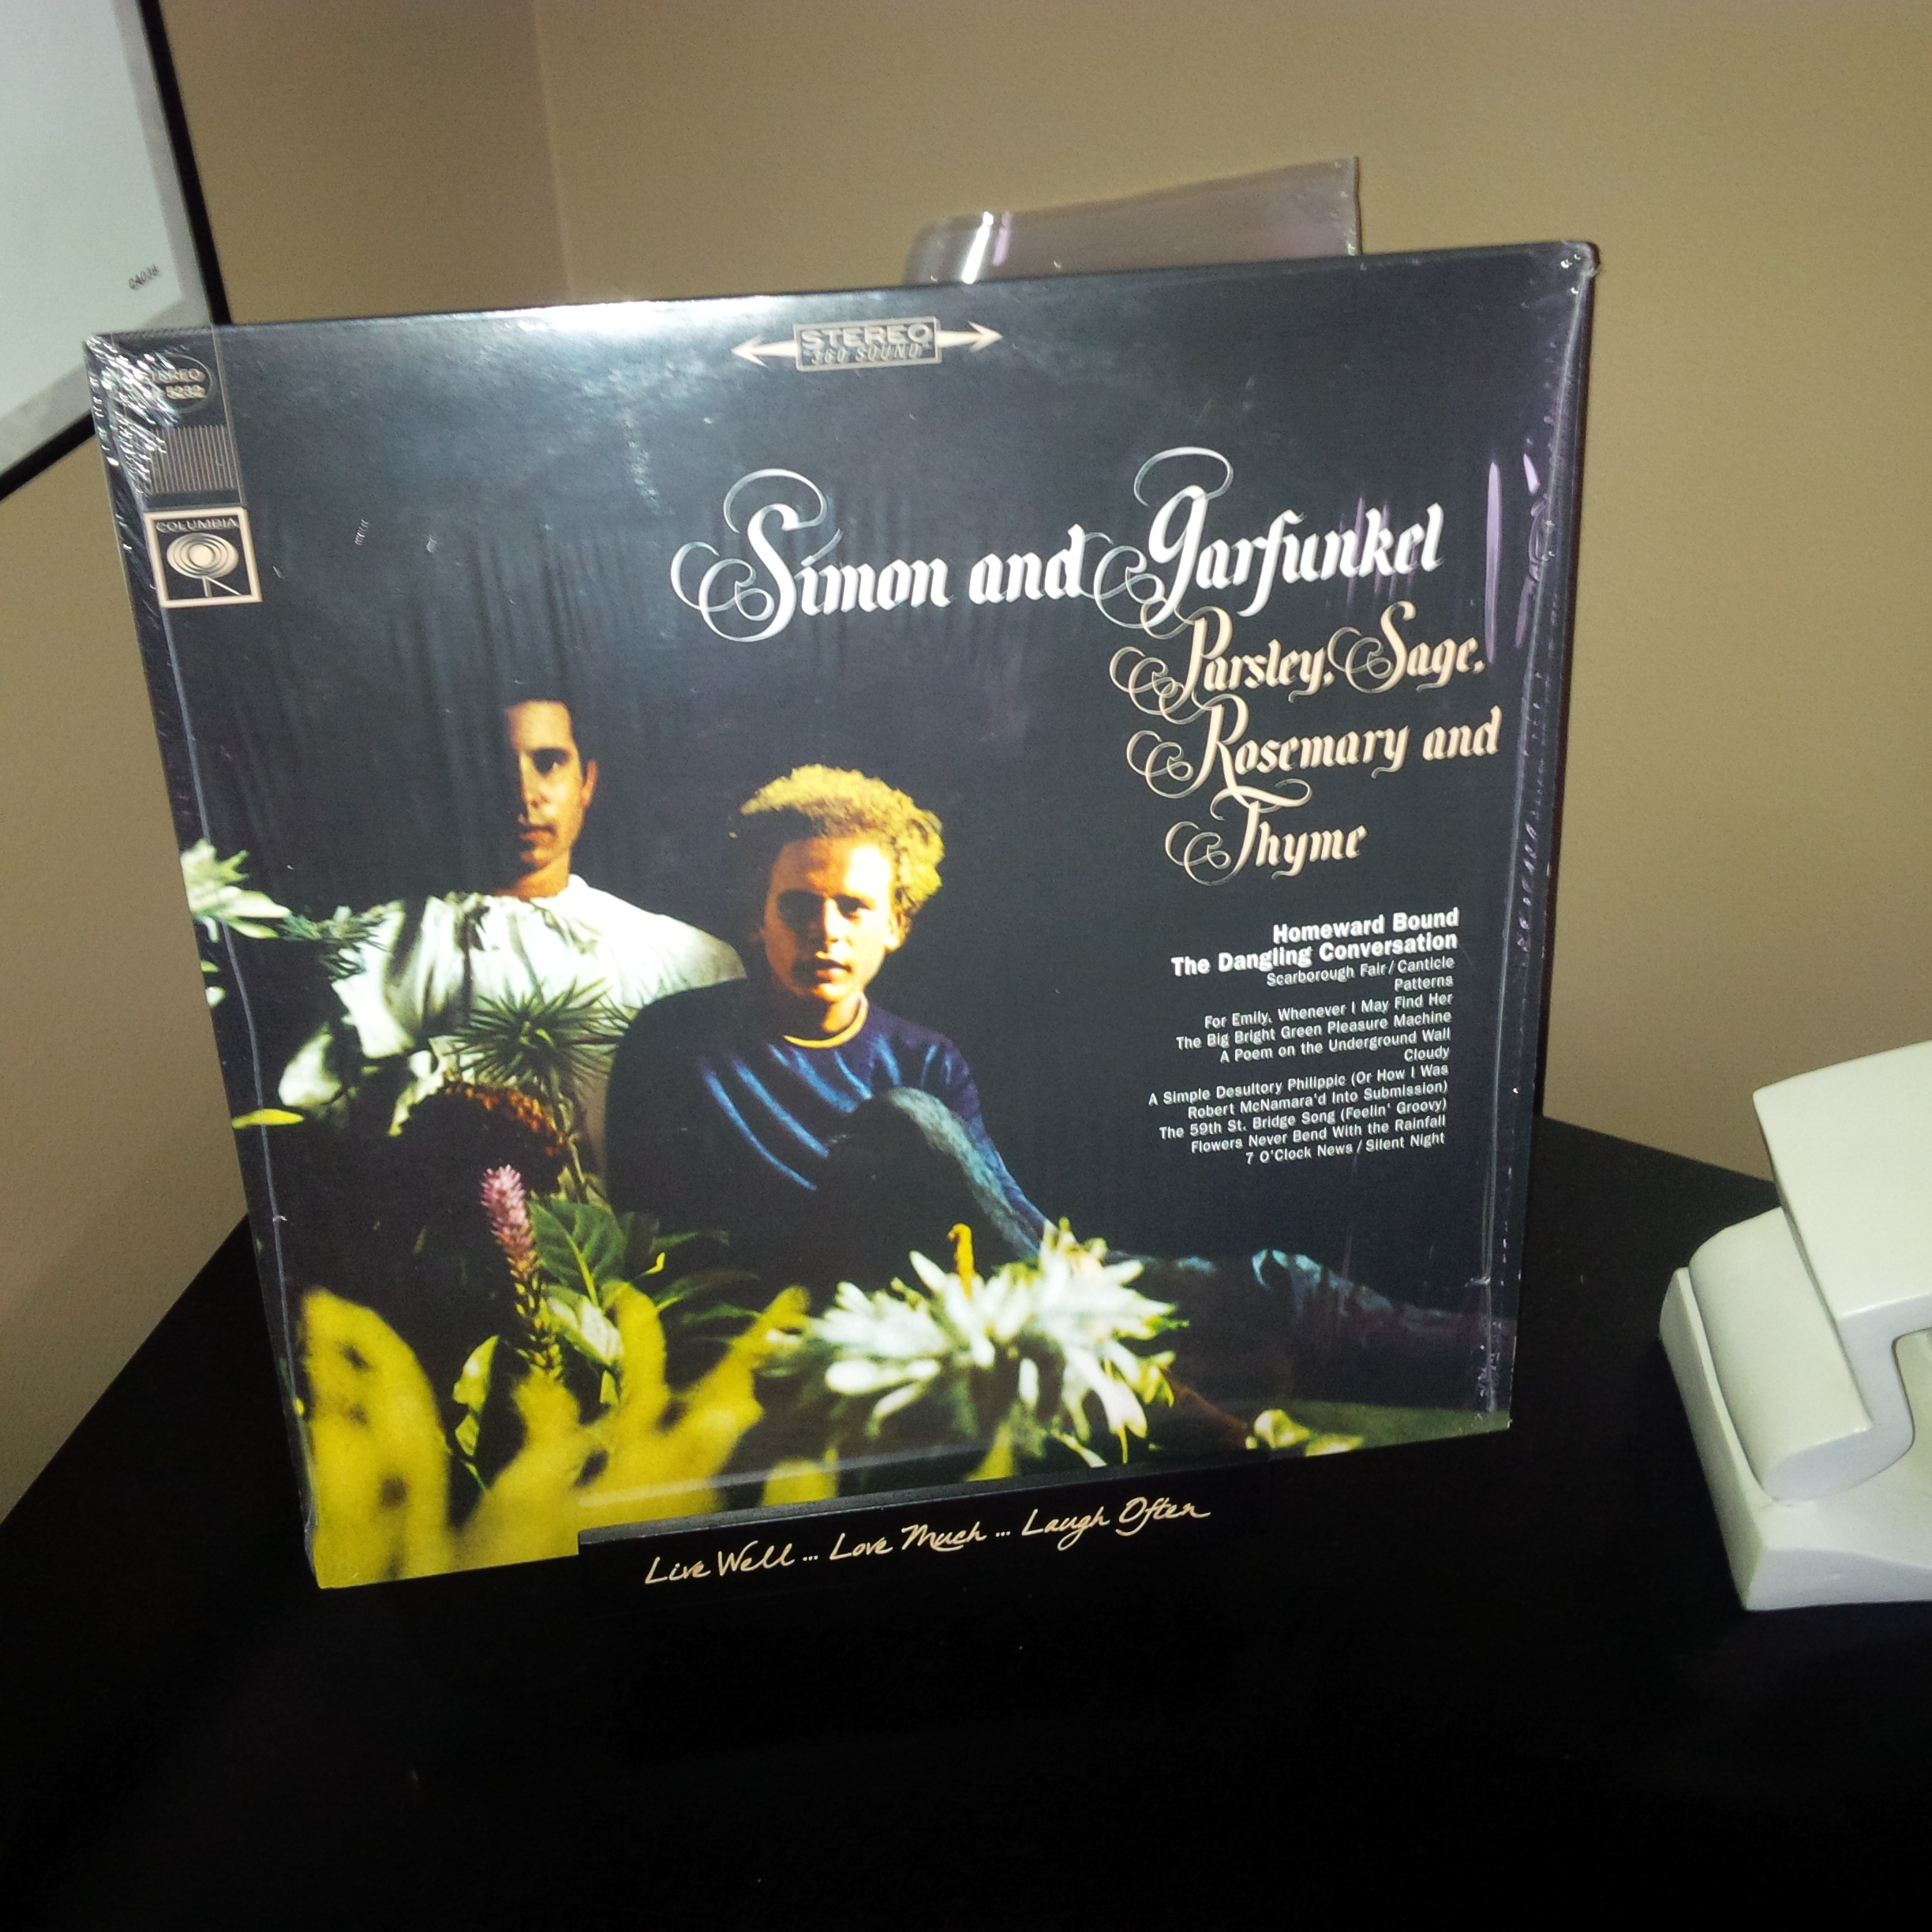 0A036
STEREO
360 SOUND
STEREO
COLUMBIA
Simon and Garfunkel
Parsley, Sage,
Rosemary and
Thyme
Homeward Bound
The Dangling Conversation
Scarborough Fair / Canticle
Patterns
For Emily, Whenever I May Find Her
The Big Bright Green Pleasure Machine
A Poem on the Underground Wall
Cloudy
A Simple Desultory Philippic (Or How I Was
Robert McNamara'd Into Submission)
The 59th St. Bridge Song (Feelin' Groovy)
Flowers Never Bend With the Rainfall
7 O'Clock News / Silent Night
Live Well ... Love Much ... Laugh Often